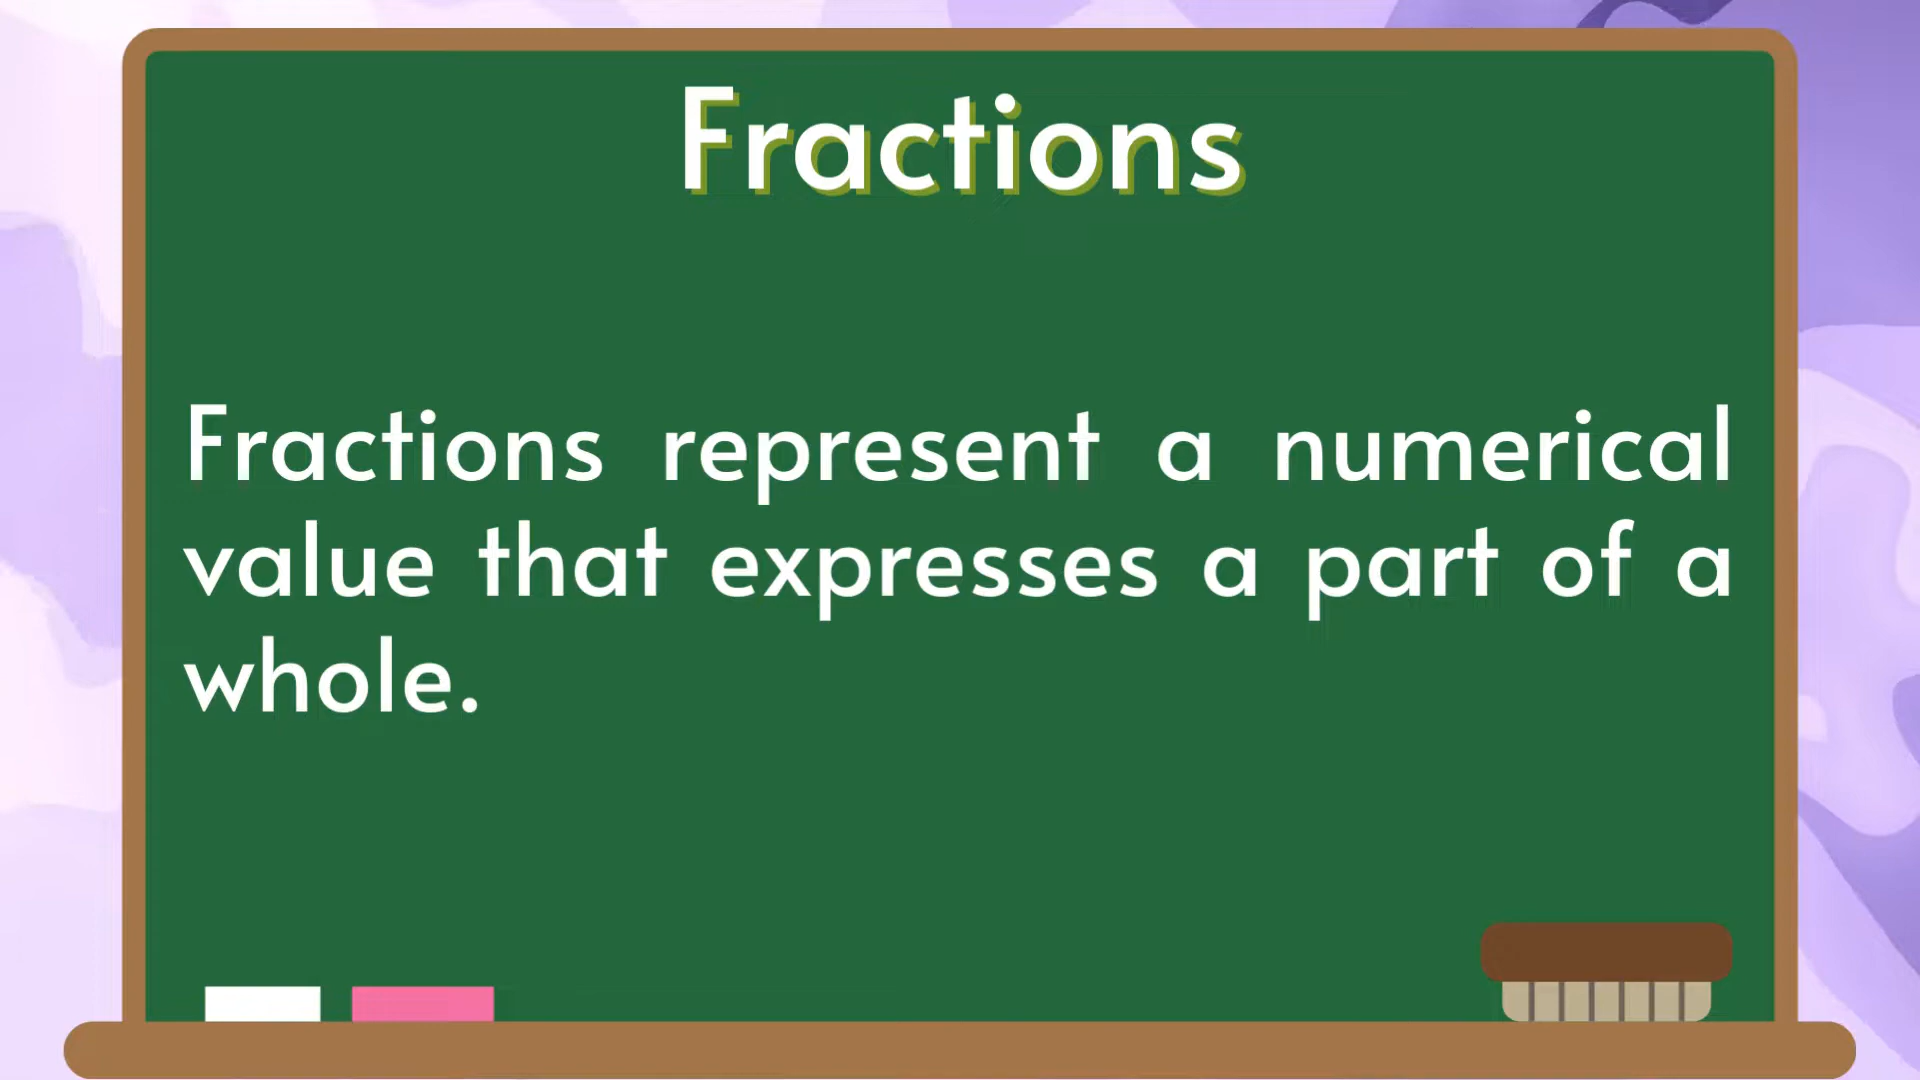 Fractions
Fractions represent a numerical
value that expresses a part of a
whole.